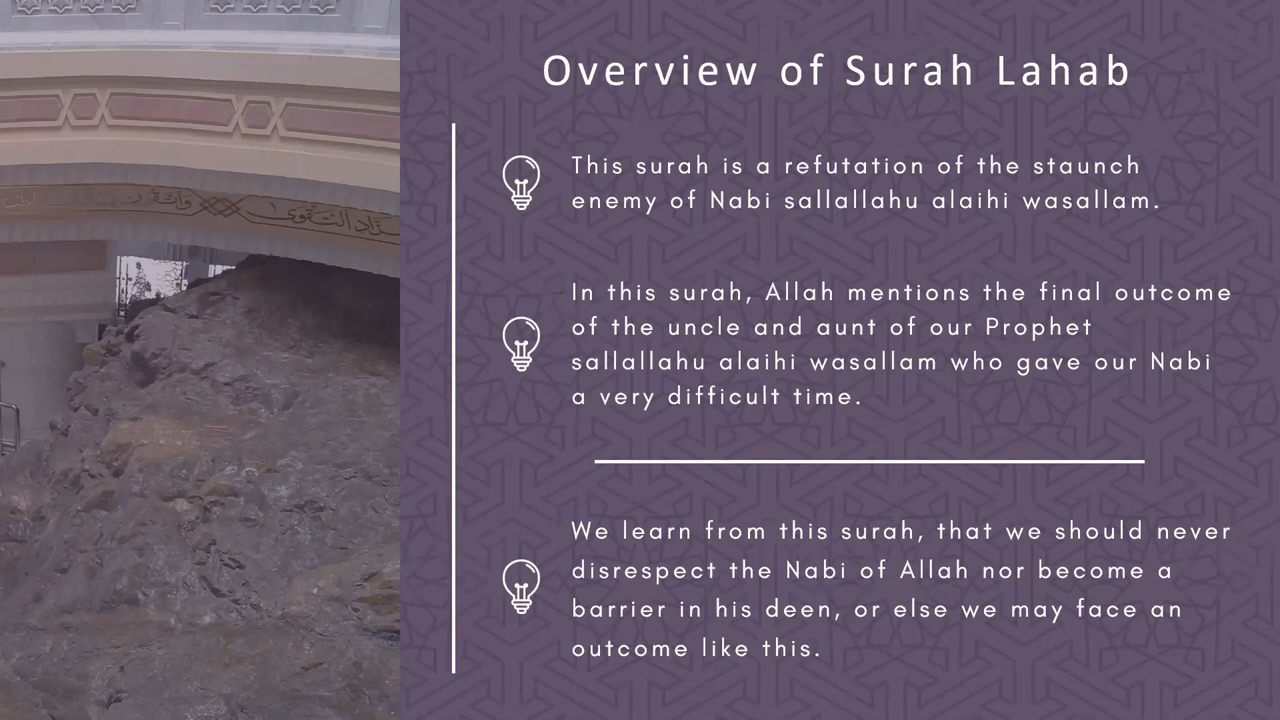 Overview of Surah Lahab
This surah is a refutation of the staunch
enemy of Nabi sallallahu alaihi wasallam.
In this surah, Allah mentions the final outcome
of the uncle and aunt of our Prophet
sallallahu alaihi wasallam who gave our Nabi
a very difficult time.
We learn from this surah, that we should never
disrespect the Nabi of Allah nor become a
barrier in his deen, or else we may face an
outcome like this.